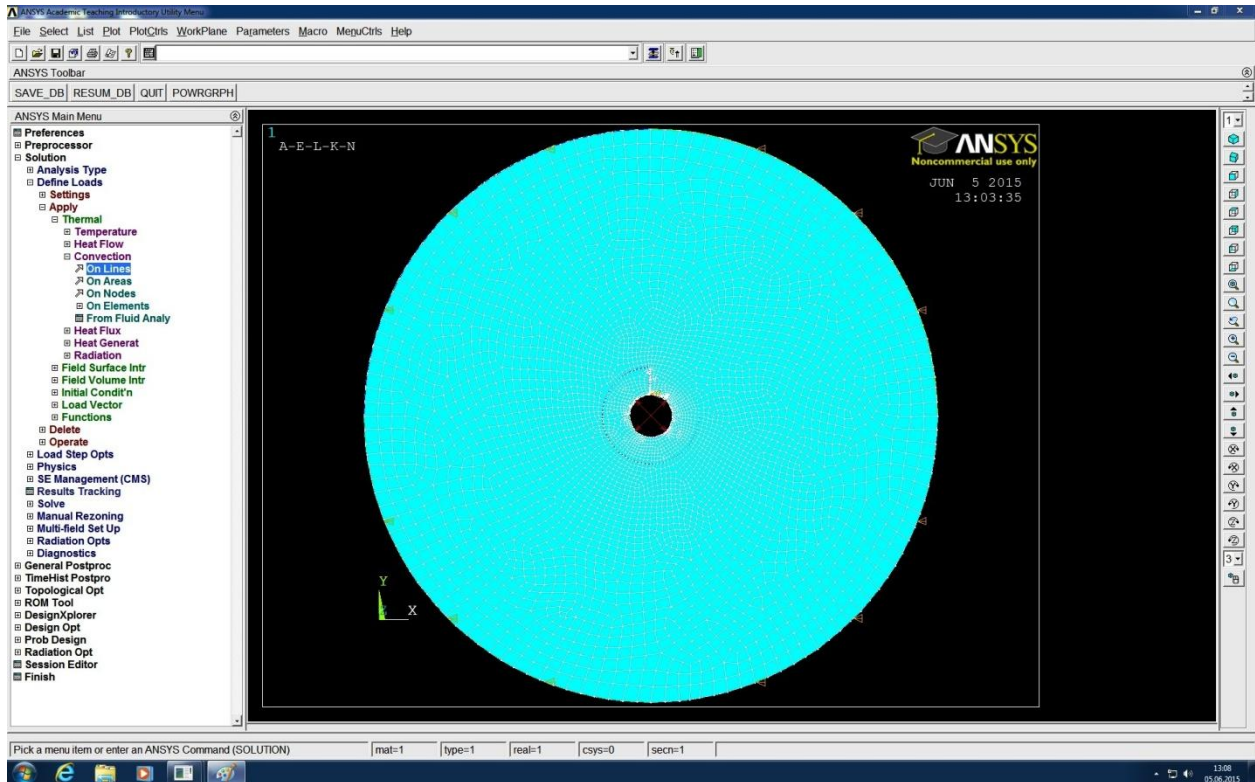 ANSYS Academic Teaching Introductory Utility Menu
File Select List Plot PlotCtrls WorkPlane Parameters Macro MenuCtrls Help
ANSYS Toolbar
SAVE_DB RESUM_DB QUIT POWRGRPH
ANSYS Main Menu
Preferences
Preprocessor
Solution
Analysis Type
Define Loads
Settings
Apply
Thermal
Temperature
Heat Flow
Convection
On Lines
On Areas
On Nodes
On Elements
From Fluid Analy
Heat Flux
Heat Generat
Radiation
Field Surface Intr
Field Volume Intr
Initial Condit'n
Load Vector
Functions
Delete
Operate
Load Step Opts
Physics
SE Management (CMS)
Results Tracking
Solve
Manual Rezoning
Multi-field Set Up
Radiation Opts
Diagnostics
General Postproc
TimeHist Postpro
Topological Opt
ROM Tool
DesignXplorer
Design Opt
Prob Design
Radiation Opt
Session Editor
Finish
1
A-E-L-K-N
ANSYS
Noncommercial use only
JUN 5 2015
13:03:35
Y
X
1
3
Pick a menu item or enter an ANSYS Command (SOLUTION) mat=1 type=1 real=1 csys=0 secn=1
13:08
05.06.2015